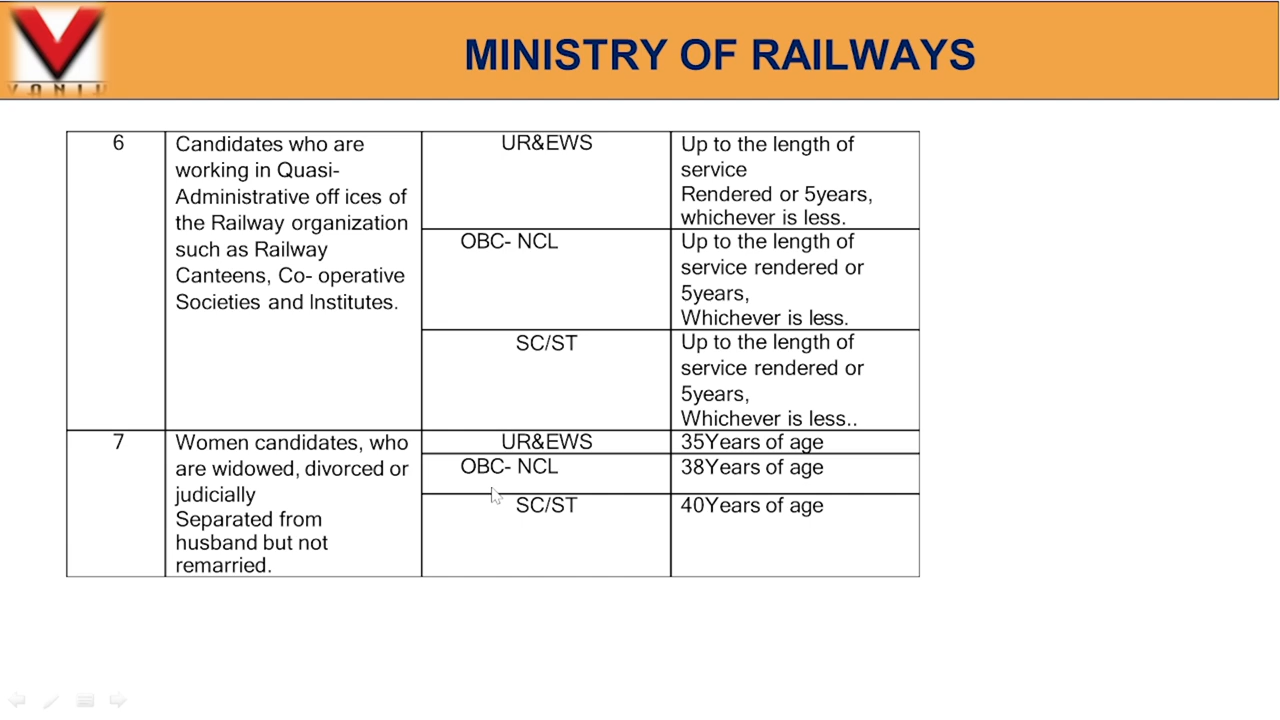 VANIJ
MINISTRY OF RAILWAYS
6
Candidates who are
working in Quasi-
Administrative off ices of
the Railway organization
such as Railway
Canteens, Co- operative
Societies and Institutes.
UR&EWS
Up to the length of
service
Rendered or 5years,
whichever is less.
OBC- NCL
Up to the length of
service rendered or
5years,
Whichever is less.
SC/ST
Up to the length of
service rendered or
5years,
Whichever is less..
7
Women candidates, who
are widowed, divorced or
judicially
Separated from
husband but not
remarried.
UR&EWS
35Years of age
OBC- NCL
38Years of age
SC/ST
40Years of age